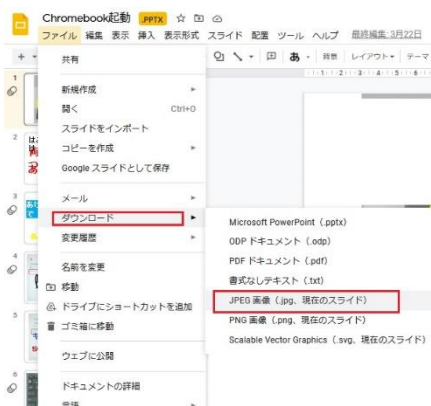 Chromebook起動 .PPTX
ファイル 編集 表示 挿入 表示形式 スライド 配置 ツール ヘルプ 最終編集: 3月22日
背景 レイアウト テーマ
共有
新規作成
開く Ctrl+O
スライドをインポート
コピーを作成
Google スライドとして保存
メール
ダウンロード
変更履歴
名前を変更
移動
ドライブにショートカットを追加
ゴミ箱に移動
ウェブに公開
ドキュメントの詳細
言語
Microsoft PowerPoint（.pptx）
ODP ドキュメント（.odp）
PDF ドキュメント（.pdf）
書式なしテキスト（.txt）
JPEG 画像（.jpg、現在のスライド）
PNG 画像（.png、現在のスライド）
Scalable Vector Graphics（.svg、現在のスライド）
1
2
3
4
5
6